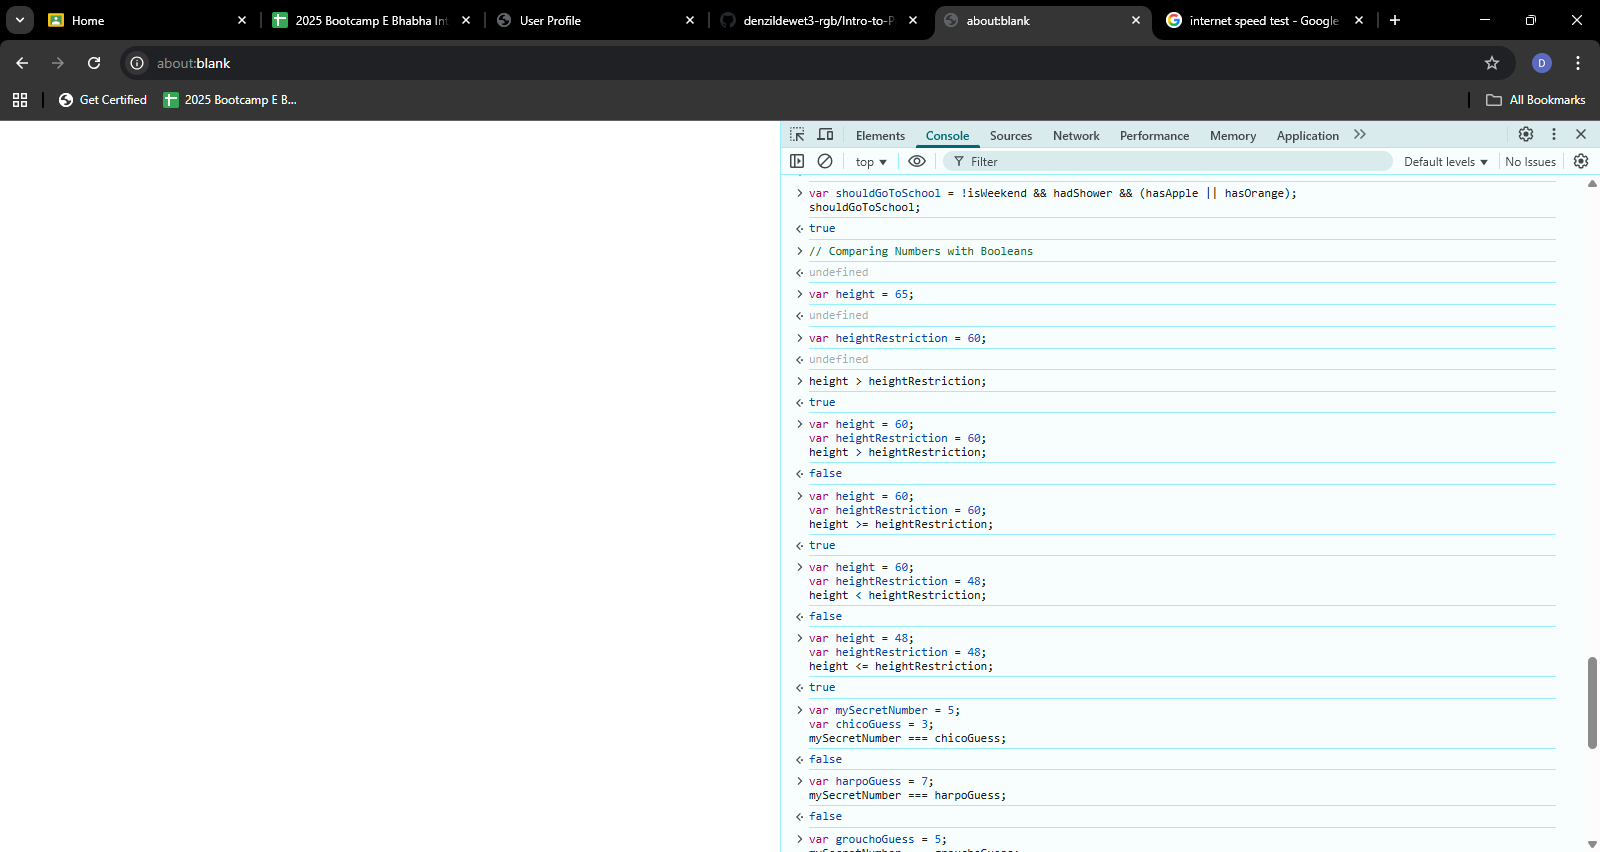 Home
2025 Bootcamp E Bhabha Int
User Profile
denzildewet3-rgb/Intro-to-P
about:blank
internet speed test - Google
about:blank
D
Get Certified
2025 Bootcamp E B...
All Bookmarks
Elements
Console
Sources
Network
Performance
Memory
Application
top
Filter
Default levels
No Issues
var shouldGoToSchool = !isWeekend && hadShower && (hasApple || hasOrange);
shouldGoToSchool;
true
// Comparing Numbers with Booleans
undefined
var height = 65;
undefined
var heightRestriction = 60;
undefined
height > heightRestriction;
true
var height = 60;
var heightRestriction = 60;
height > heightRestriction;
false
var height = 60;
var heightRestriction = 60;
height >= heightRestriction;
true
var height = 60;
var heightRestriction = 48;
height < heightRestriction;
false
var height = 48;
var heightRestriction = 48;
height <= heightRestriction;
true
var mySecretNumber = 5;
var chicoGuess = 3;
mySecretNumber === chicoGuess;
false
var harpoGuess = 7;
mySecretNumber === harpoGuess;
false
var grouchoGuess = 5;